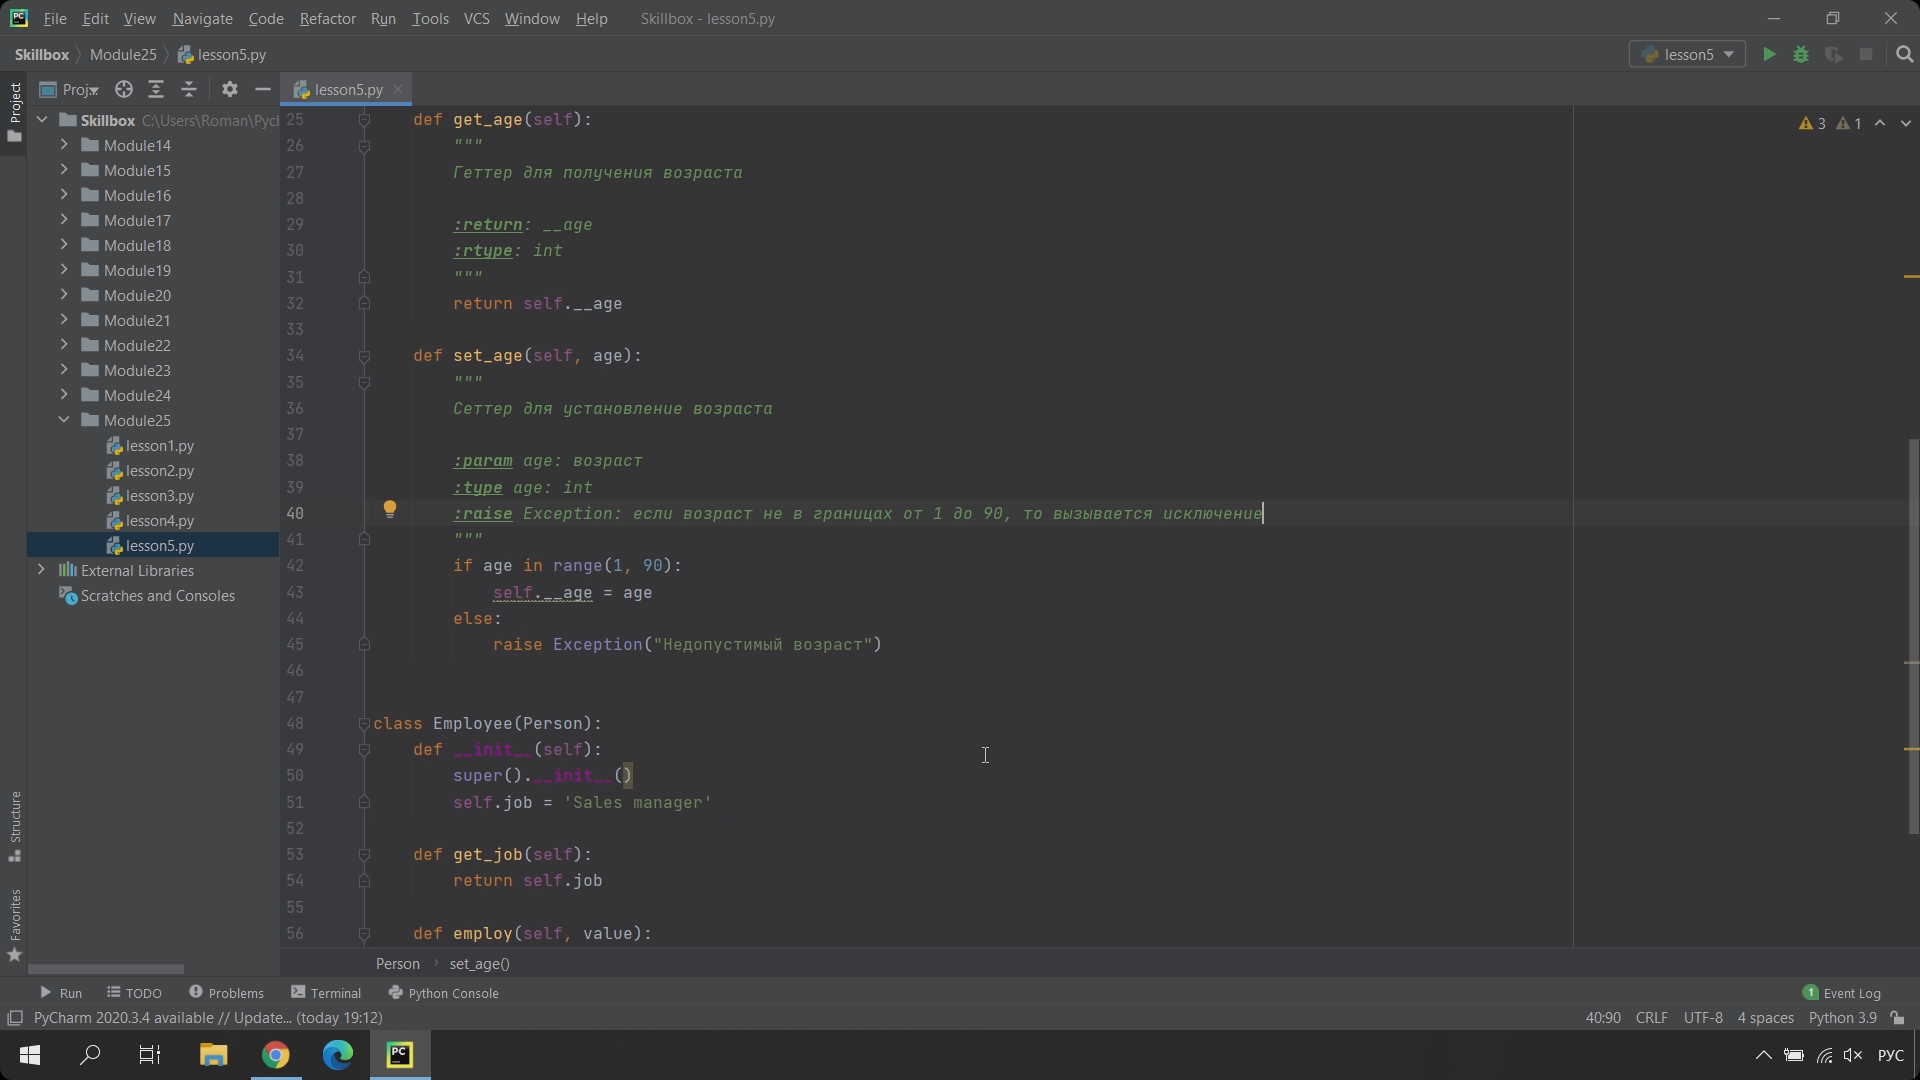 PC File Edit View Navigate Code Refactor Run Tools VCS Window Help Skillbox - lesson5.py
Skillbox Module25 lesson5.py lesson5
Project Proj lesson5.py
Skillbox C:\Users\Roman\Pych
Module14
Module15
Module16
Module17
Module18
Module19
Module20
Module21
Module22
Module23
Module24
Module25
lesson1.py
lesson2.py
lesson3.py
lesson4.py
lesson5.py
External Libraries
Scratches and Consoles
Structure
Favorites
3 1
25 def get_age(self):
26 """
27 Геттер для получения возраста
28
29 :return: __age
30 :rtype: int
31 """
32 return self.__age
33
34 def set_age(self, age):
35 """
36 Сеттер для установление возраста
37
38 :param age: возраст
39 :type age: int
40 :raise Exception: если возраст не в границах от 1 до 90, то вызывается исключение
41 """
42 if age in range(1, 90):
43 self.__age = age
44 else:
45 raise Exception("Недопустимый возраст")
46
47
48 class Employee(Person):
49 def __init__(self):
50 super().__init__()
51 self.job = 'Sales manager'
52
53 def get_job(self):
54 return self.job
55
56 def employ(self, value):
Person set_age()
Run TODO Problems Terminal Python Console 1 Event Log
PyCharm 2020.3.4 available // Update... (today 19:12) 40:90 CRLF UTF-8 4 spaces Python 3.9
PC РУС